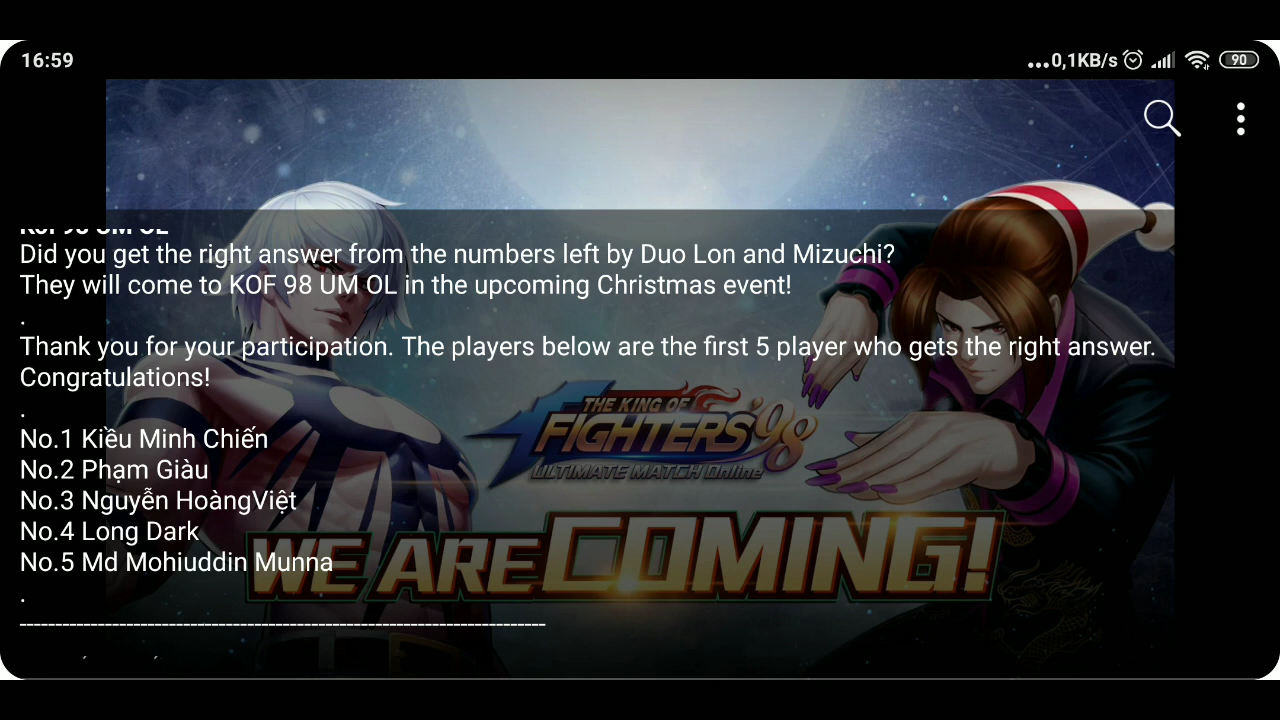 16:59
...0,1KB/s
90
KOF 98 UM OL
Did you get the right answer from the numbers left by Duo Lon and Mizuchi?
They will come to KOF 98 UM OL in the upcoming Christmas event!
.
Thank you for your participation. The players below are the first 5 player who gets the right answer.
Congratulations!
.
No.1 Kiều Minh Chiến
No.2 Phạm Giàu
No.3 Nguyễn HoàngViệt
No.4 Long Dark
No.5 Md Mohiuddin Munna
.
---------------------------------------------------------------------------
THE KING OF
FIGHTERS'98
ULTIMATE MATCH Online
WE ARE COMING!